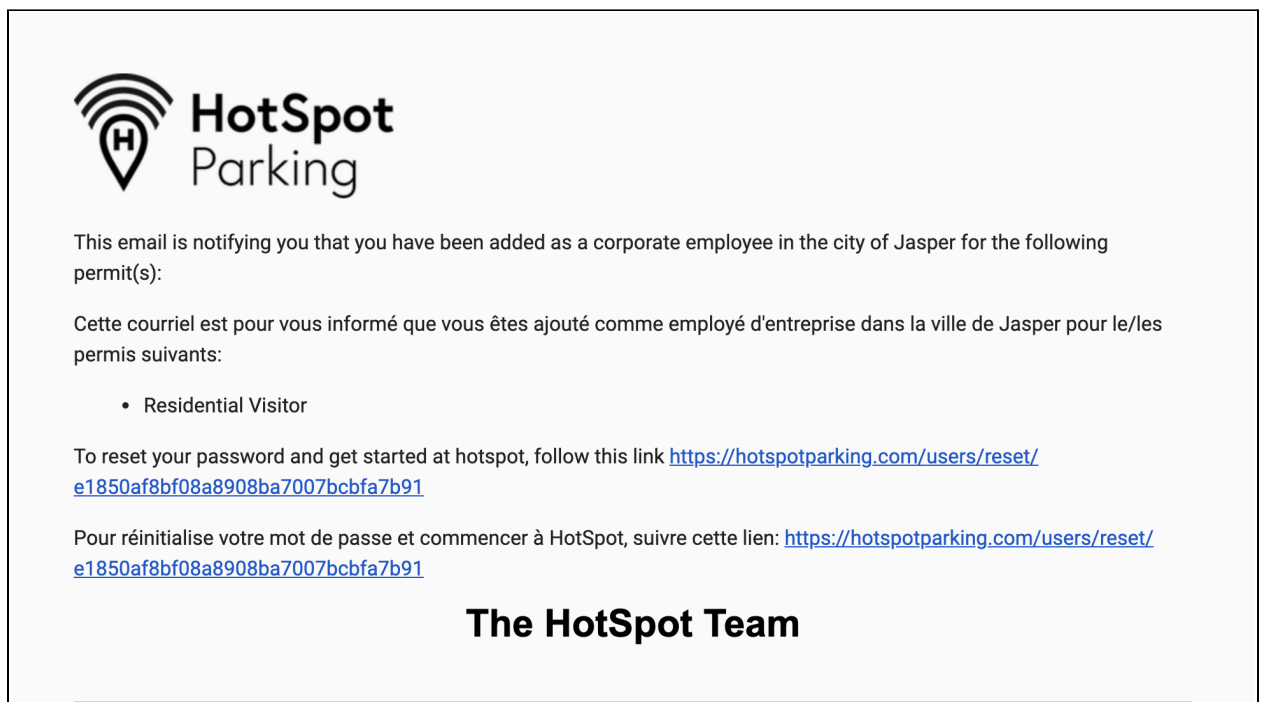 H
HotSpot
Parking
This email is notifying you that you have been added as a corporate employee in the city of Jasper for the following
permit(s):
Cette courriel est pour vous informé que vous êtes ajouté comme employé d'entreprise dans la ville de Jasper pour le/les
permis suivants:
• Residential Visitor
To reset your password and get started at hotspot, follow this link https://hotspotparking.com/users/reset/
e1850af8bf08a8908ba7007bcbfa7b91
Pour réinitialise votre mot de passe et commencer à HotSpot, suivre cette lien: https://hotspotparking.com/users/reset/
e1850af8bf08a8908ba7007bcbfa7b91
The HotSpot Team